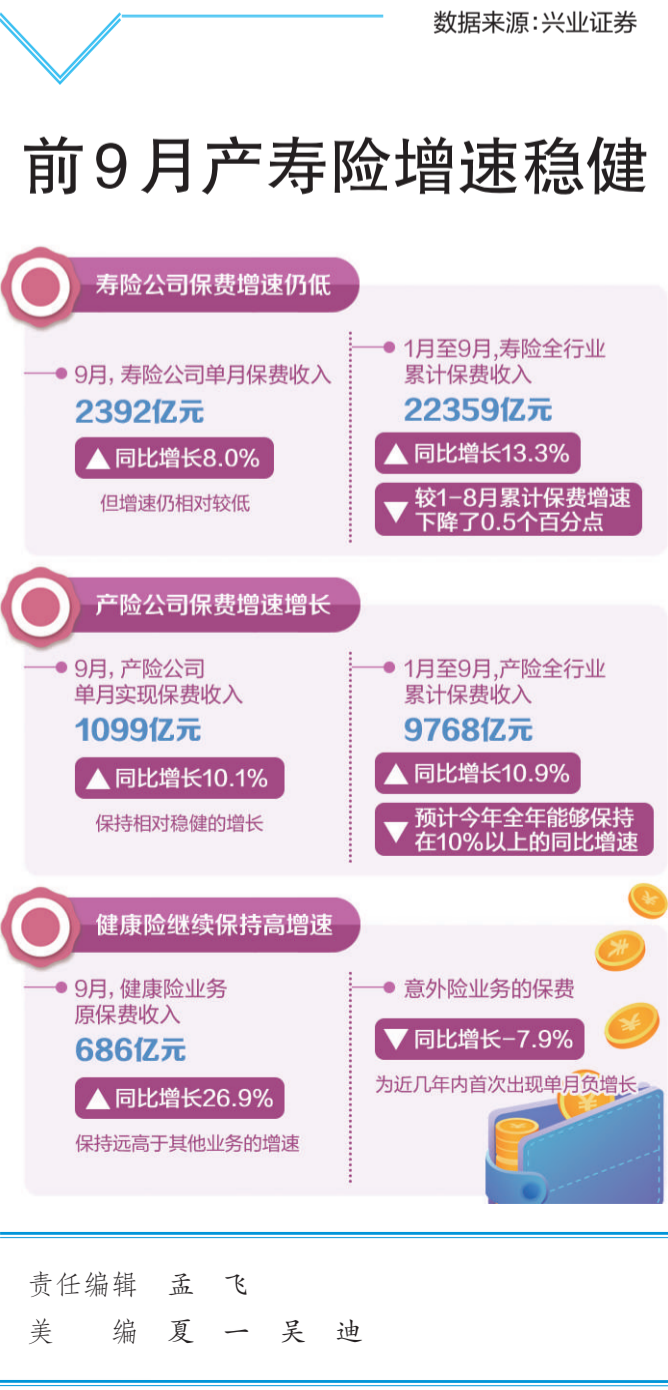 数据来源:兴业证券
前9月产寿险增速稳健
寿险公司保费增速仍低
9月, 寿险公司单月保费收入
2392亿元
▲同比增长8.0%
但增速仍相对较低
1月至9月,寿险全行业
累计保费收入
22359亿元
▲同比增长13.3%
▼较1-8月累计保费增速
下降了0.5个百分点
产险公司保费增速增长
9月, 产险公司
单月实现保费收入
1099亿元
▲同比增长10.1%
保持相对稳健的增长
1月至9月,产险全行业
累计保费收入
9768亿元
▲同比增长10.9%
▼预计今年全年能够保持
在10%以上的同比增速
健康险继续保持高增速
9月, 健康险业务
原保费收入
686亿元
▲同比增长26.9%
保持远高于其他业务的增速
意外险业务的保费
▼同比增长-7.9%
为近几年内首次出现单月负增长
责任编辑 孟 飞
美 编 夏 一 吴 迪